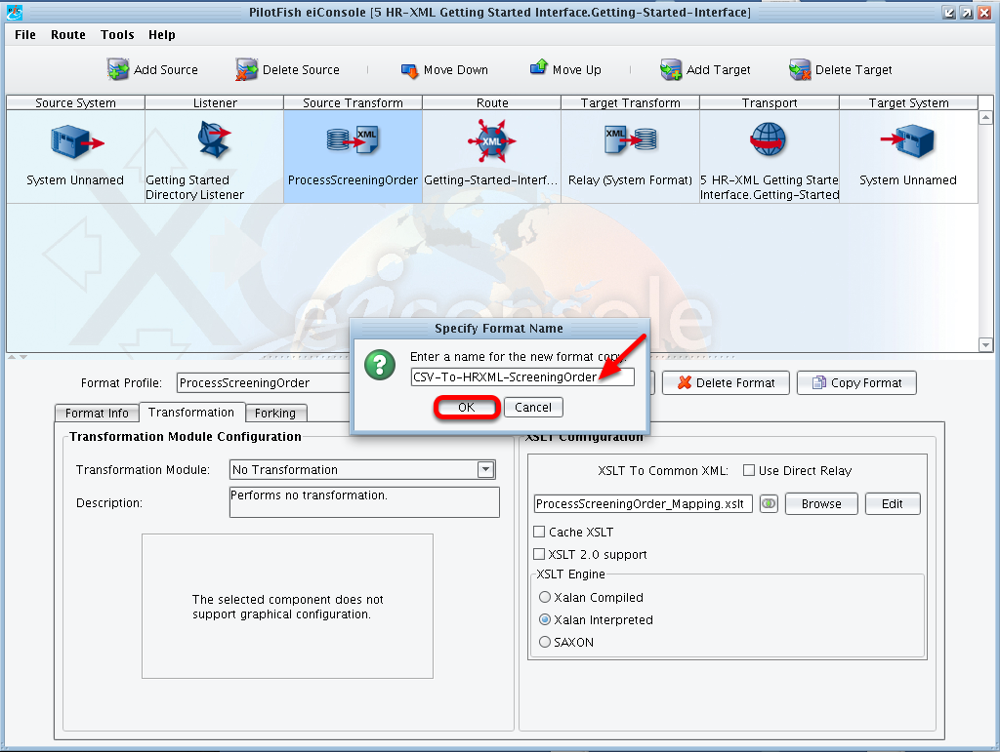 PilotFish eiConsole [5 HR-XML Getting Started Interface.Getting-Started-Interface]
File Route Tools Help
Add Source Delete Source Move Down Move Up Add Target Delete Target
Source System Listener Source Transform Route Target Transform Transport Target System
XML XML XML
System Unnamed Getting Started ProcessScreeningOrder Getting-Started-Interf... Relay (System Format) 5 HR-XML Getting Starte System Unnamed
Directory Listener Interface.Getting-Started
XCS
eiconsole
Specify Format Name
Enter a name for the new format copy.
CSV-To-HRXML-ScreeningOrder
OK Cancel
Format Profile: ProcessScreeningOrder Delete Format Copy Format
Format Info Transformation Forking
Transformation Module Configuration
Transformation Module: No Transformation
Description: Performs no transformation.
The selected component does not
support graphical configuration.
XSLT Configuration
XSLT To Common XML: Use Direct Relay
ProcessScreeningOrder_Mapping.xslt Browse Edit
Cache XSLT
XSLT 2.0 support
XSLT Engine
Xalan Compiled
Xalan Interpreted
SAXON